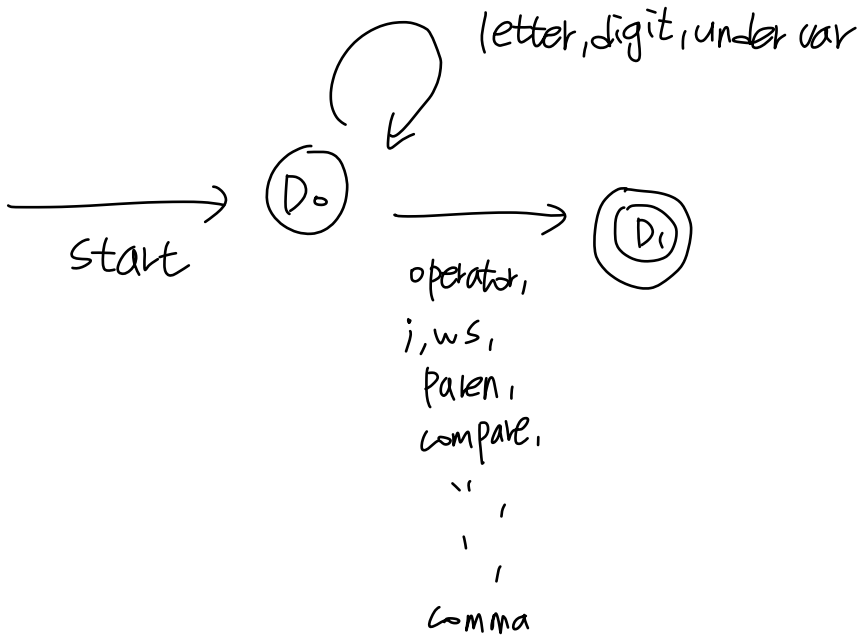 letter, digit, under var
D0
D1
start
operator,
;, ws,
paren,
compare,
",
',
comma